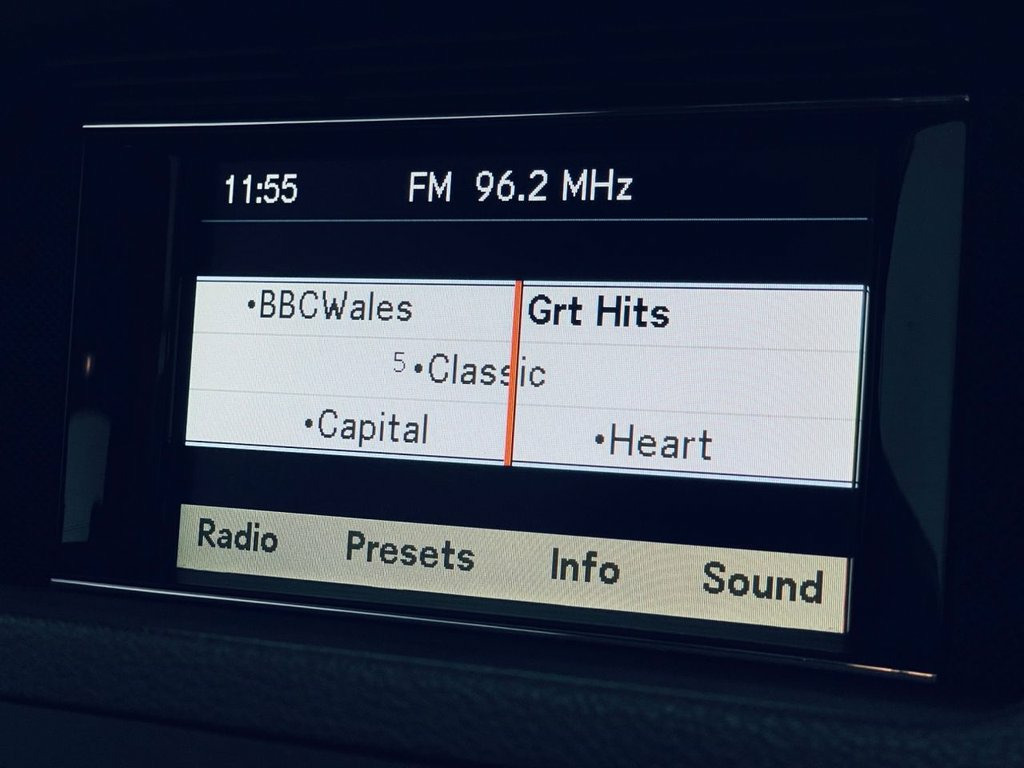 11:55 FM 96.2 MHz
•BBCWales Grt Hits
5 •Classic
•Capital •Heart
Radio Presets Info Sound